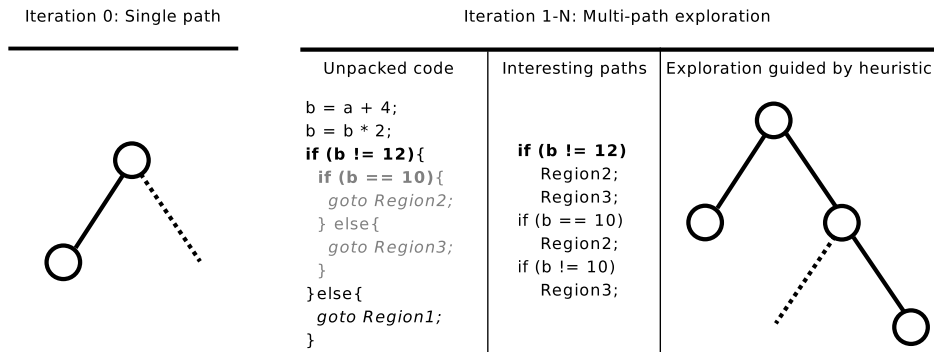 Iteration 0: Single path
Iteration 1-N: Multi-path exploration
Unpacked code
b = a + 4;
b = b * 2;
if (b != 12){
if (b == 10){
goto Region2;
} else{
goto Region3;
}
}else{
goto Region1;
}
Interesting paths
if (b != 12)
Region2;
Region3;
if (b == 10)
Region2;
if (b != 10)
Region3;
Exploration guided by heuristic